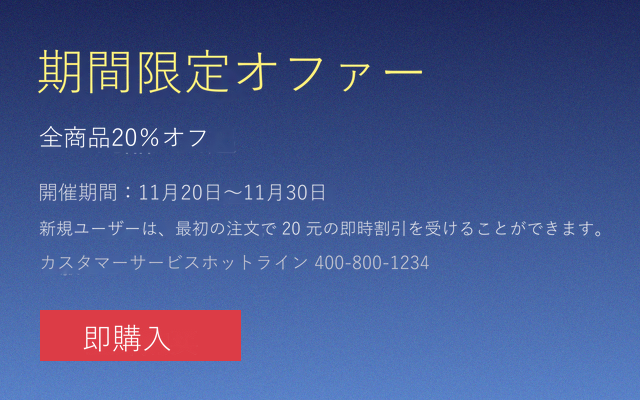 期間限定オファー
全商品20%オフ
開催期間：11月20日～11月30日
新規ユーザーは、最初の注文で 20 元の即時割引を受けることができます。
カスタマーサービスホットライン 400-800-1234
即購入